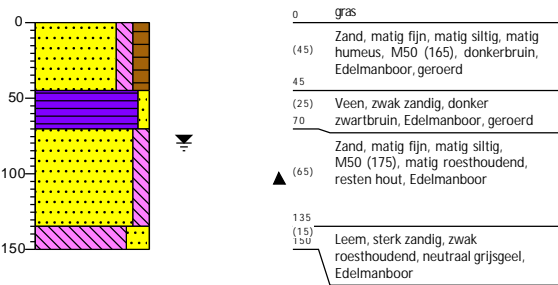 0
50
100
150
0 gras
Zand, matig fijn, matig siltig, matig
(45) humeus, M50 (165), donkerbruin,
Edelmanboor, geroerd
45
(25) Veen, zwak zandig, donker
70 zwartbruin, Edelmanboor, geroerd
Zand, matig fijn, matig siltig,
M50 (175), matig roesthoudend,
(65) resten hout, Edelmanboor
135
(15)
150 Leem, sterk zandig, zwak
roesthoudend, neutraal grijsgeel,
Edelmanboor